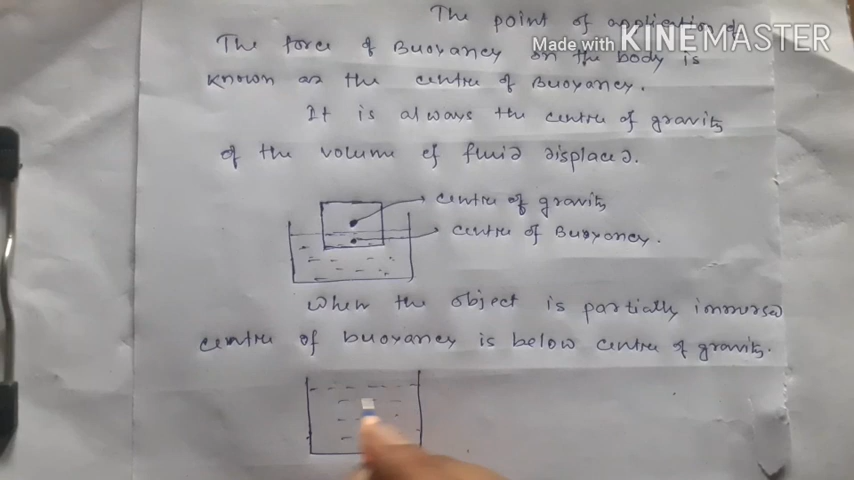 The point of application of
The force of Buoyancy on the body is
Made with KINEMASTER
known as the centre of Buoyancy.
It is always the centre of gravity
of the volume of fluid displaced.
centre of gravity
centre of Buoyancy.
when the object is partially immersed
centre of buoyancy is below centre of gravity.